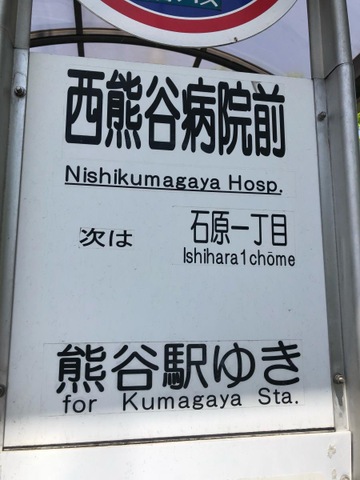 西熊谷病院前
Nishikumagaya Hosp.
次は 石原一丁目
Ishihara1chōme
熊谷駅ゆき
for Kumagaya Sta.